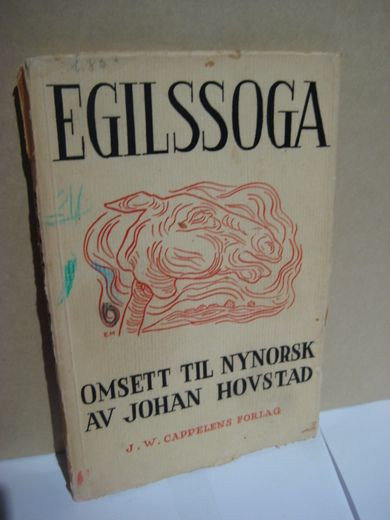 EGILSSOGA
OMSETT TIL NYNORSK
AV JOHAN HOVSTAD
J. W. CAPPELENS FORLAG